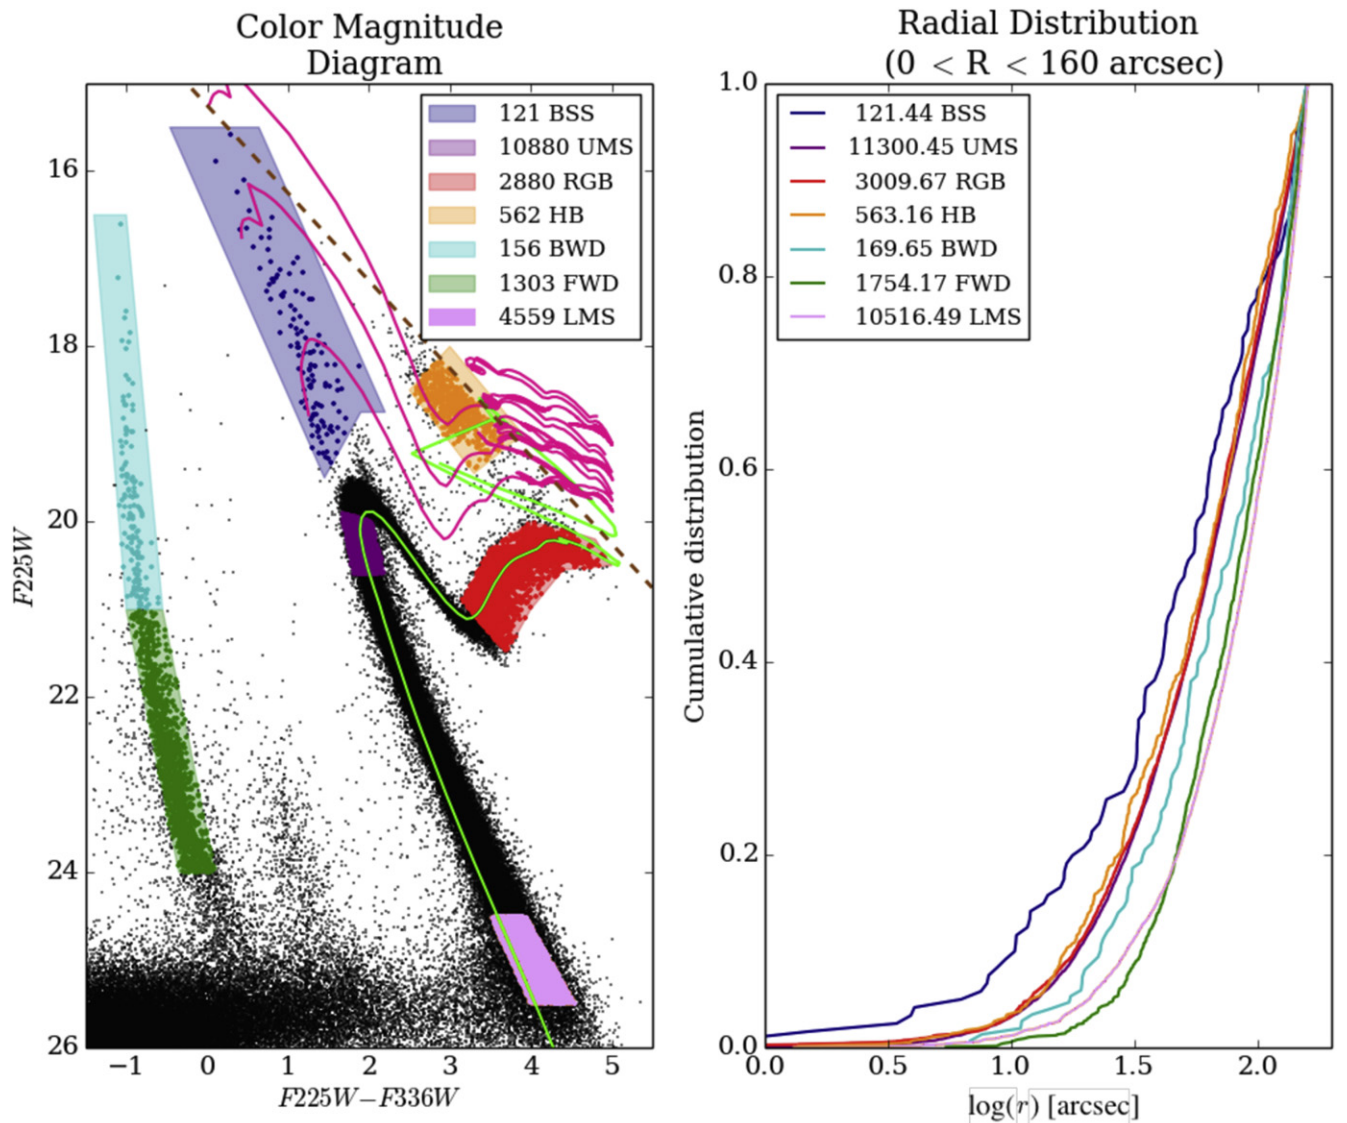 Color Magnitude
Diagram
121 BSS
10880 UMS
2880 RGB
562 HB
156 BWD
1303 FWD
4559 LMS
16
18
20
22
24
26
F225W
−1 0 1 2 3 4 5
F225W−F336W
Radial Distribution
(0 < R < 160 arcsec)
121.44 BSS
11300.45 UMS
3009.67 RGB
563.16 HB
169.65 BWD
1754.17 FWD
10516.49 LMS
1.0
0.8
0.6
0.4
0.2
0.0
Cumulative distribution
0.0 0.5 1.0 1.5 2.0
log(r) [arcsec]